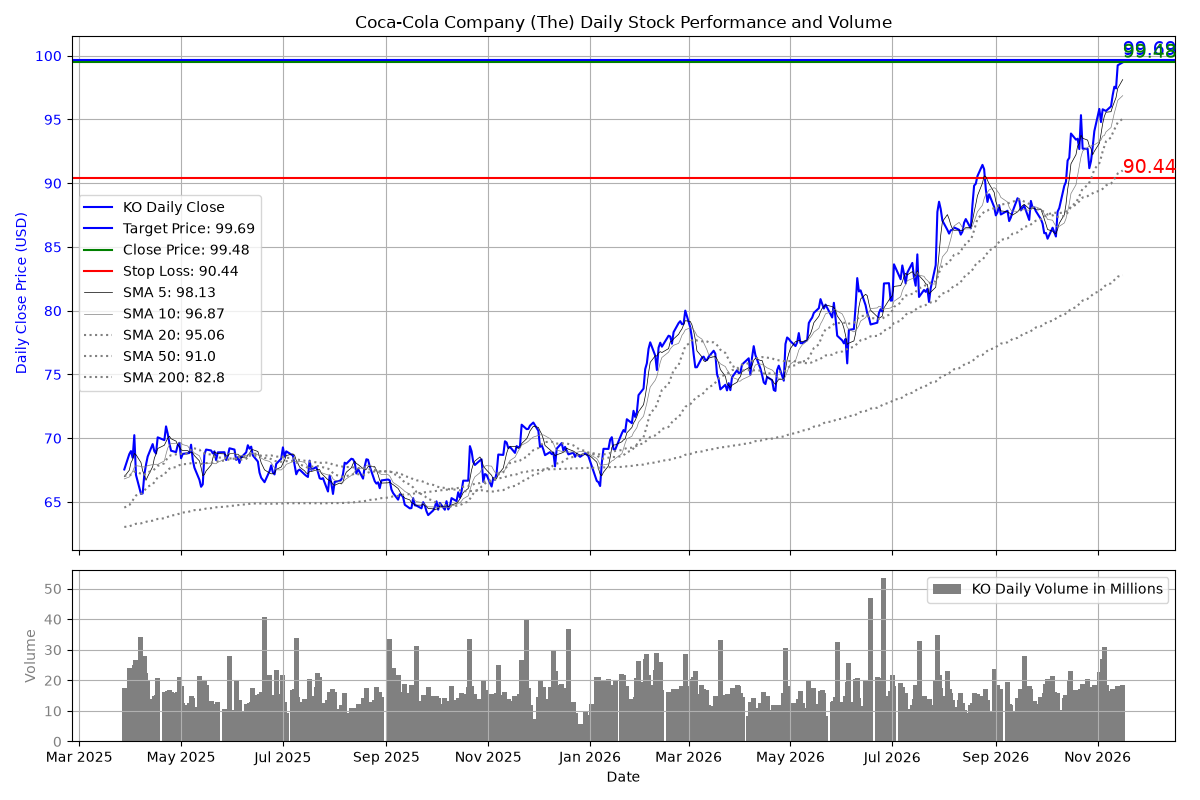 Coca-Cola Company (The) Daily Stock Performance and Volume
99.69
99.48
90.44
Daily Close Price (USD)
100
95
90
85
80
75
70
65
KO Daily Close
Target Price: 99.69
Close Price: 99.48
Stop Loss: 90.44
SMA 5: 98.13
SMA 10: 96.87
SMA 20: 95.06
SMA 50: 91.0
SMA 200: 82.8
Volume
50
40
30
20
10
0
KO Daily Volume in Millions
Mar 2025 May 2025 Jul 2025 Sep 2025 Nov 2025 Jan 2026 Mar 2026 May 2026 Jul 2026 Sep 2026 Nov 2026
Date